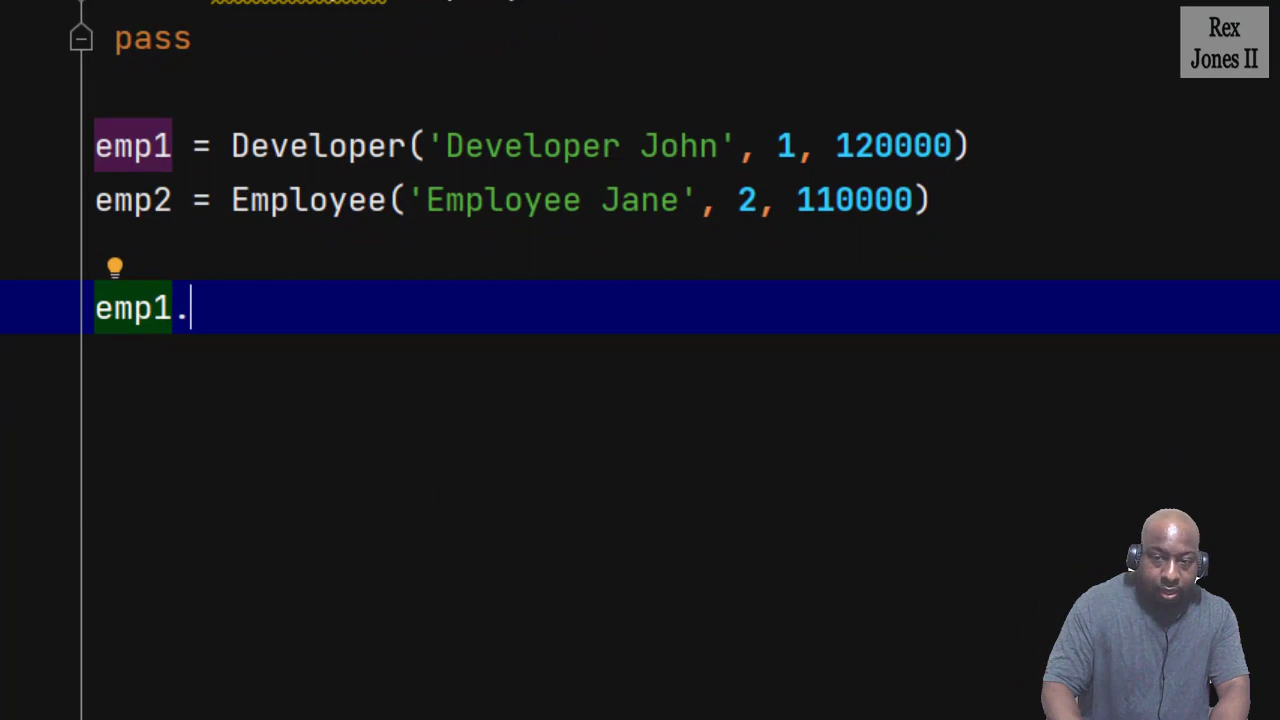 pass
Rex
Jones II
emp1 = Developer('Developer John', 1, 120000)
emp2 = Employee('Employee Jane', 2, 110000)
emp1.